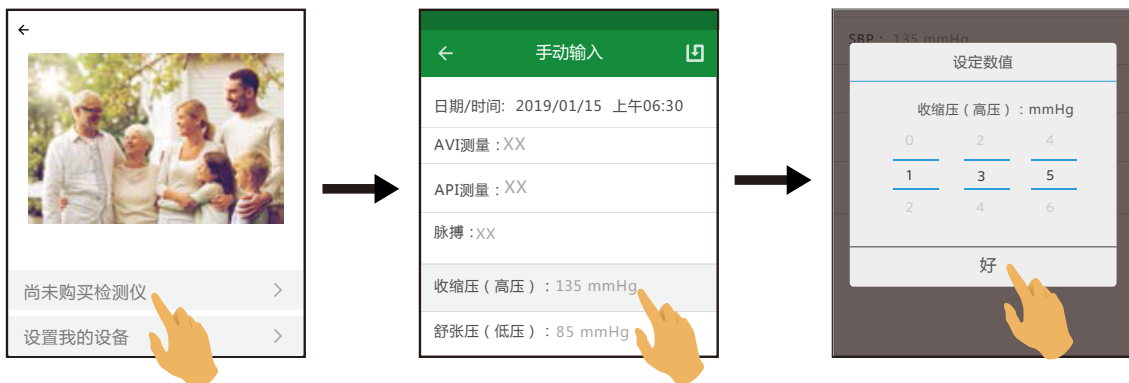 ←
尚未购买检测仪 >
设置我的设备 >
← 手动输入
日期/时间: 2019/01/15 上午06:30
AVI测量：XX
API测量：XX
脉搏：XX
收缩压（高压）：135 mmHg
舒张压（低压）：85 mmHg
SBP： 135 mmHg
设定数值
收缩压（高压）：mmHg
0 2 4
1 3 5
2 4 6
好